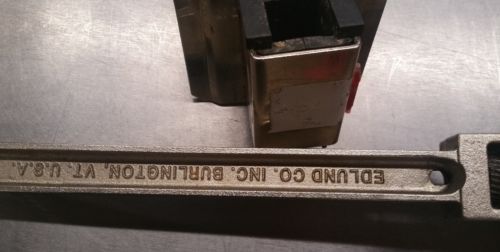 EDLUND CO. INC. BURLINGTON, VT. U.S.A.